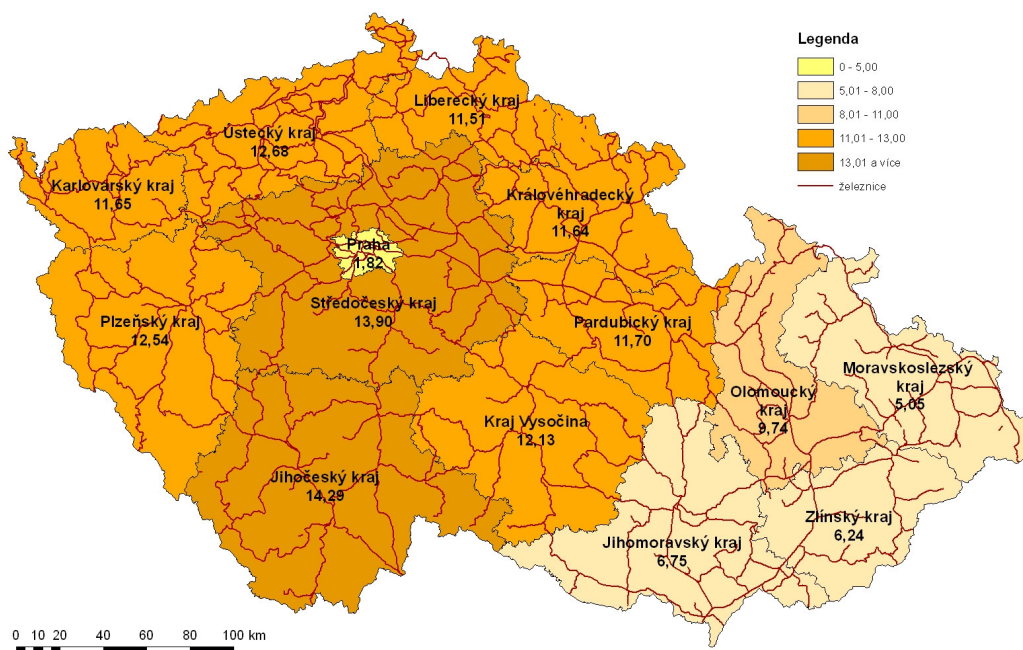 Legenda
0 - 5,00
5,01 - 8,00
8,01 - 11,00
11,01 - 13,00
13,01 a více
železnice
Liberecký kraj
11,51
Ústecký kraj
12,68
Karlovarský kraj
11,65
Královéhradecký
kraj
11,64
Praha
1,82
Středočeský kraj
13,90
Plzeňský kraj
12,54
Pardubický kraj
11,70
Moravskoslezský
kraj
5,05
Olomoucký
kraj
9,74
Kraj Vysočina
12,13
Jihočeský kraj
14,29
Zlínský kraj
6,24
Jihomoravský kraj
6,75
0 10 20 40 60 80 100 km